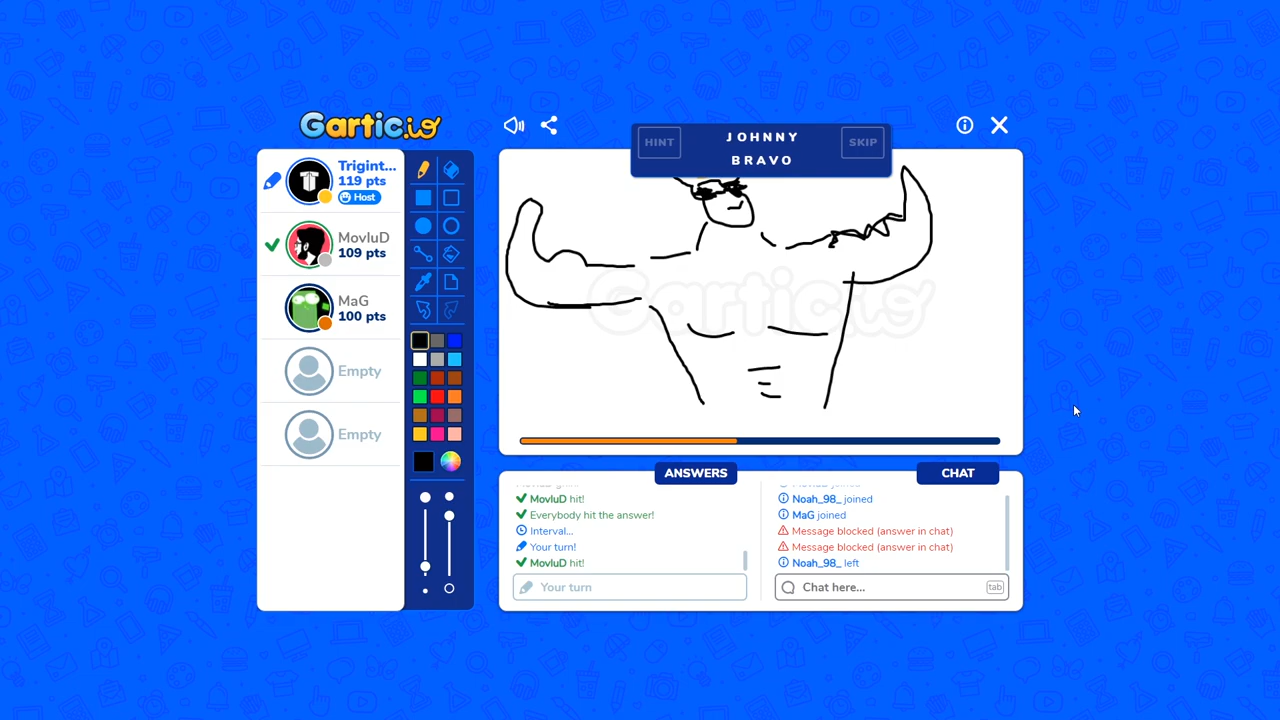 Gartic.io
HINT
JOHNNY
BRAVO
SKIP
Trigint...
119 pts
Host
MovluD
109 pts
MaG
100 pts
Empty
Empty
Gartic.io
ANSWERS
MovluD hit!
Everybody hit the answer!
Interval...
Your turn!
MovluD hit!
Your turn
CHAT
Noah_98_ joined
MaG joined
Message blocked (answer in chat)
Message blocked (answer in chat)
Noah_98_ left
Chat here...
tab